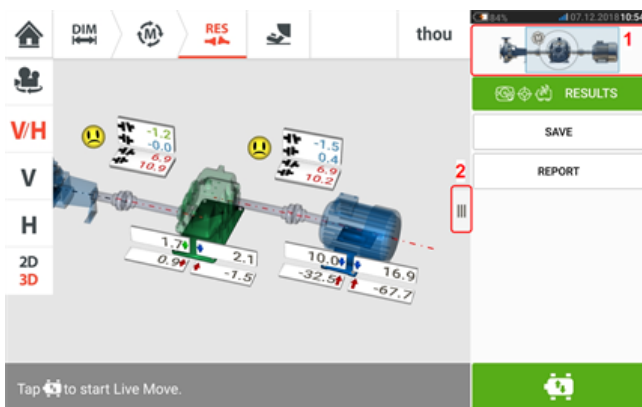 84% 07.12.2018 10:54
DIM
M
RES
thou
1
M
RESULTS
SAVE
REPORT
V/H
V
H
2D
3D
-1.2
-0.0
6.9
10.9
-1.5
0.4
6.9
10.2
2
1.7 2.1
0.9 -1.5
10.0 16.9
-32.5 -67.7
Tap to start Live Move.